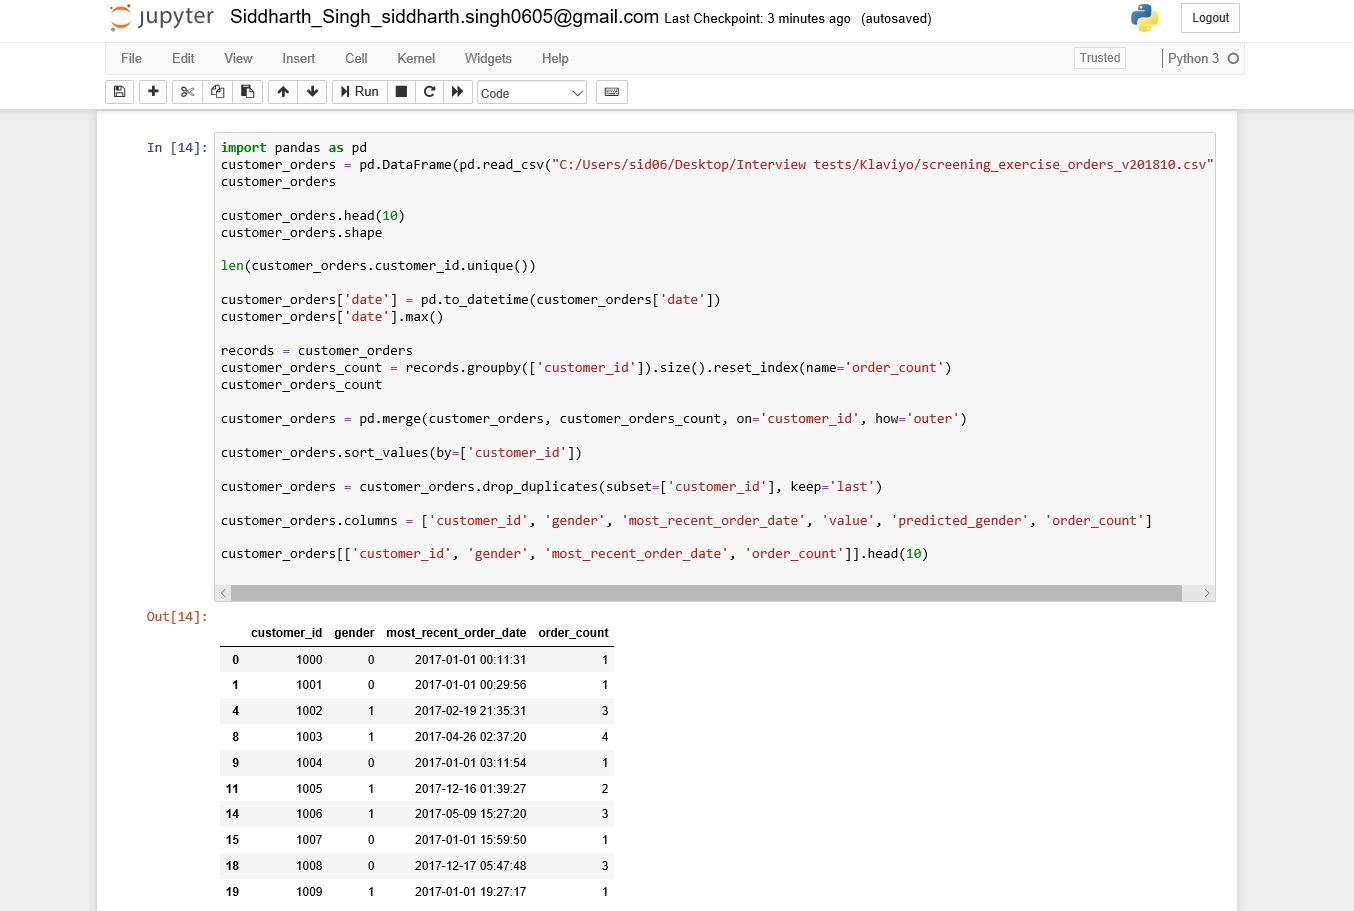 jupyter Siddharth_Singh_siddharth.singh0605@gmail.com Last Checkpoint: 3 minutes ago (autosaved) Logout
File Edit View Insert Cell Kernel Widgets Help Trusted Python 3
Run Code
In [14]: import pandas as pd
customer_orders = pd.DataFrame(pd.read_csv("C:/Users/sid06/Desktop/Interview tests/Klaviyo/screening_exercise_orders_v201810.csv"
customer_orders
customer_orders.head(10)
customer_orders.shape
len(customer_orders.customer_id.unique())
customer_orders['date'] = pd.to_datetime(customer_orders['date'])
customer_orders['date'].max()
records = customer_orders
customer_orders_count = records.groupby(['customer_id']).size().reset_index(name='order_count')
customer_orders_count
customer_orders = pd.merge(customer_orders, customer_orders_count, on='customer_id', how='outer')
customer_orders.sort_values(by=['customer_id'])
customer_orders = customer_orders.drop_duplicates(subset=['customer_id'], keep='last')
customer_orders.columns = ['customer_id', 'gender', 'most_recent_order_date', 'value', 'predicted_gender', 'order_count']
customer_orders[['customer_id', 'gender', 'most_recent_order_date', 'order_count']].head(10)
Out[14]:
customer_id gender most_recent_order_date order_count
0 1000 0 2017-01-01 00:11:31 1
1 1001 0 2017-01-01 00:29:56 1
4 1002 1 2017-02-19 21:35:31 3
8 1003 1 2017-04-26 02:37:20 4
9 1004 0 2017-01-01 03:11:54 1
11 1005 1 2017-12-16 01:39:27 2
14 1006 1 2017-05-09 15:27:20 3
15 1007 0 2017-01-01 15:59:50 1
18 1008 0 2017-12-17 05:47:48 3
19 1009 1 2017-01-01 19:27:17 1